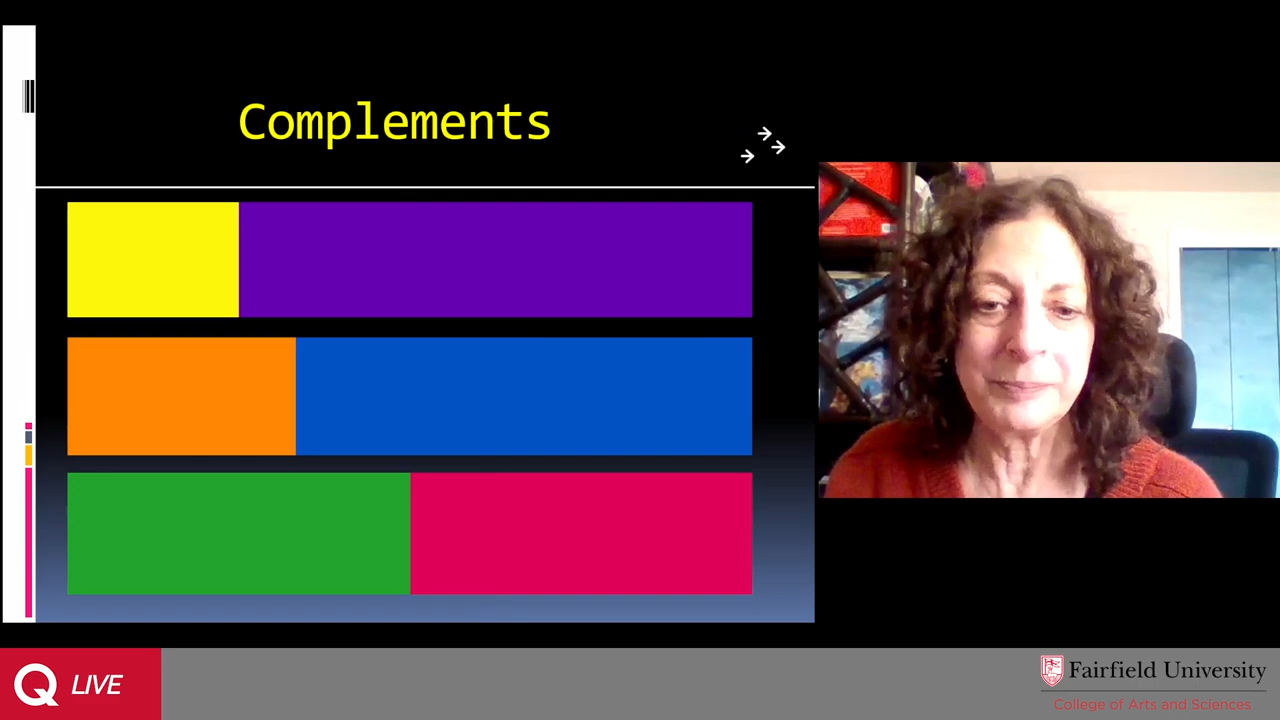 Complements
Q LIVE
Fairfield University
College of Arts and Sciences